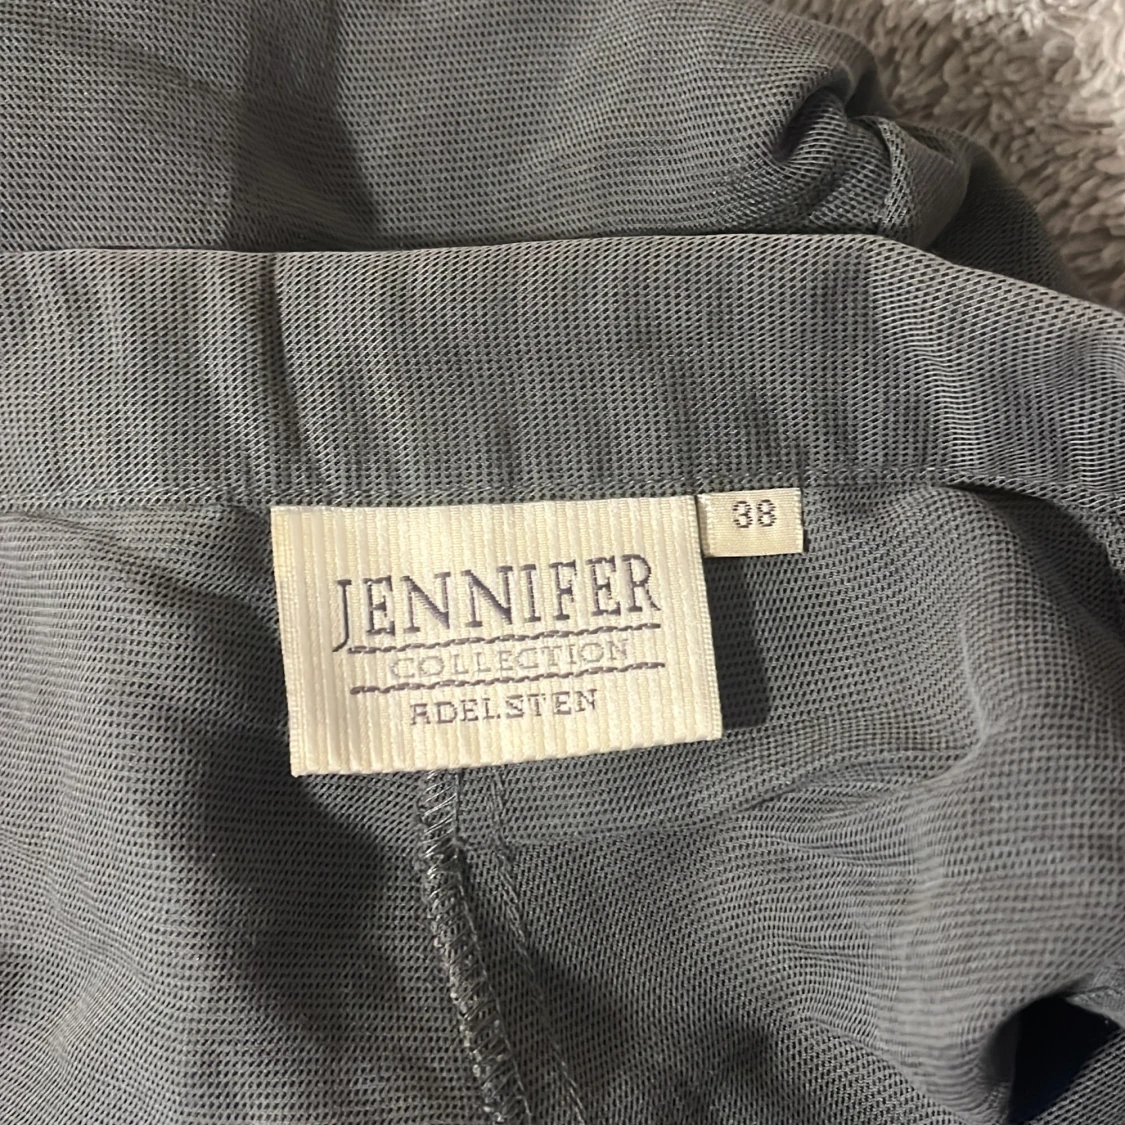 38
JENNIFER
COLLECTION
ADELSTEN